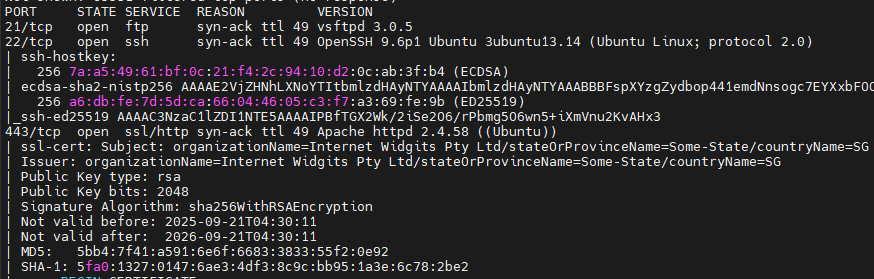 PORT STATE SERVICE REASON VERSION
21/tcp open ftp syn-ack ttl 49 vsftpd 3.0.5
22/tcp open ssh syn-ack ttl 49 OpenSSH 9.6p1 Ubuntu 3ubuntu13.14 (Ubuntu Linux; protocol 2.0)
| ssh-hostkey:
| 256 7a:a5:49:61:bf:0c:21:f4:2c:94:10:d2:0c:ab:3f:b4 (ECDSA)
| ecdsa-sha2-nistp256 AAAAE2VjZHNhLXNoYTItbmlzdHAyNTYAAAAIbmlzdHAyNTYAAABBBFspXYzgZydbop441emdNnsogc7EYXxbFOO
| 256 a6:db:fe:7d:5d:ca:66:04:46:05:c3:f7:a3:69:fe:9b (ED25519)
|_ssh-ed25519 AAAAC3NzaC1lZDI1NTE5AAAAIPBfTGX2Wk/2iSe2O6/rPbmg5O6wn5+iXmVnu2KvAHx3
443/tcp open ssl/http syn-ack ttl 49 Apache httpd 2.4.58 ((Ubuntu))
| ssl-cert: Subject: organizationName=Internet Widgits Pty Ltd/stateOrProvinceName=Some-State/countryName=SG
| Issuer: organizationName=Internet Widgits Pty Ltd/stateOrProvinceName=Some-State/countryName=SG
| Public Key type: rsa
| Public Key bits: 2048
| Signature Algorithm: sha256WithRSAEncryption
| Not valid before: 2025-09-21T04:30:11
| Not valid after: 2026-09-21T04:30:11
| MD5: 5bb4:7f41:a591:6e6f:6683:3833:55f2:0e92
| SHA-1: 5fa0:1327:0147:6ae3:4df3:8c9c:bb95:1a3e:6c78:2be2